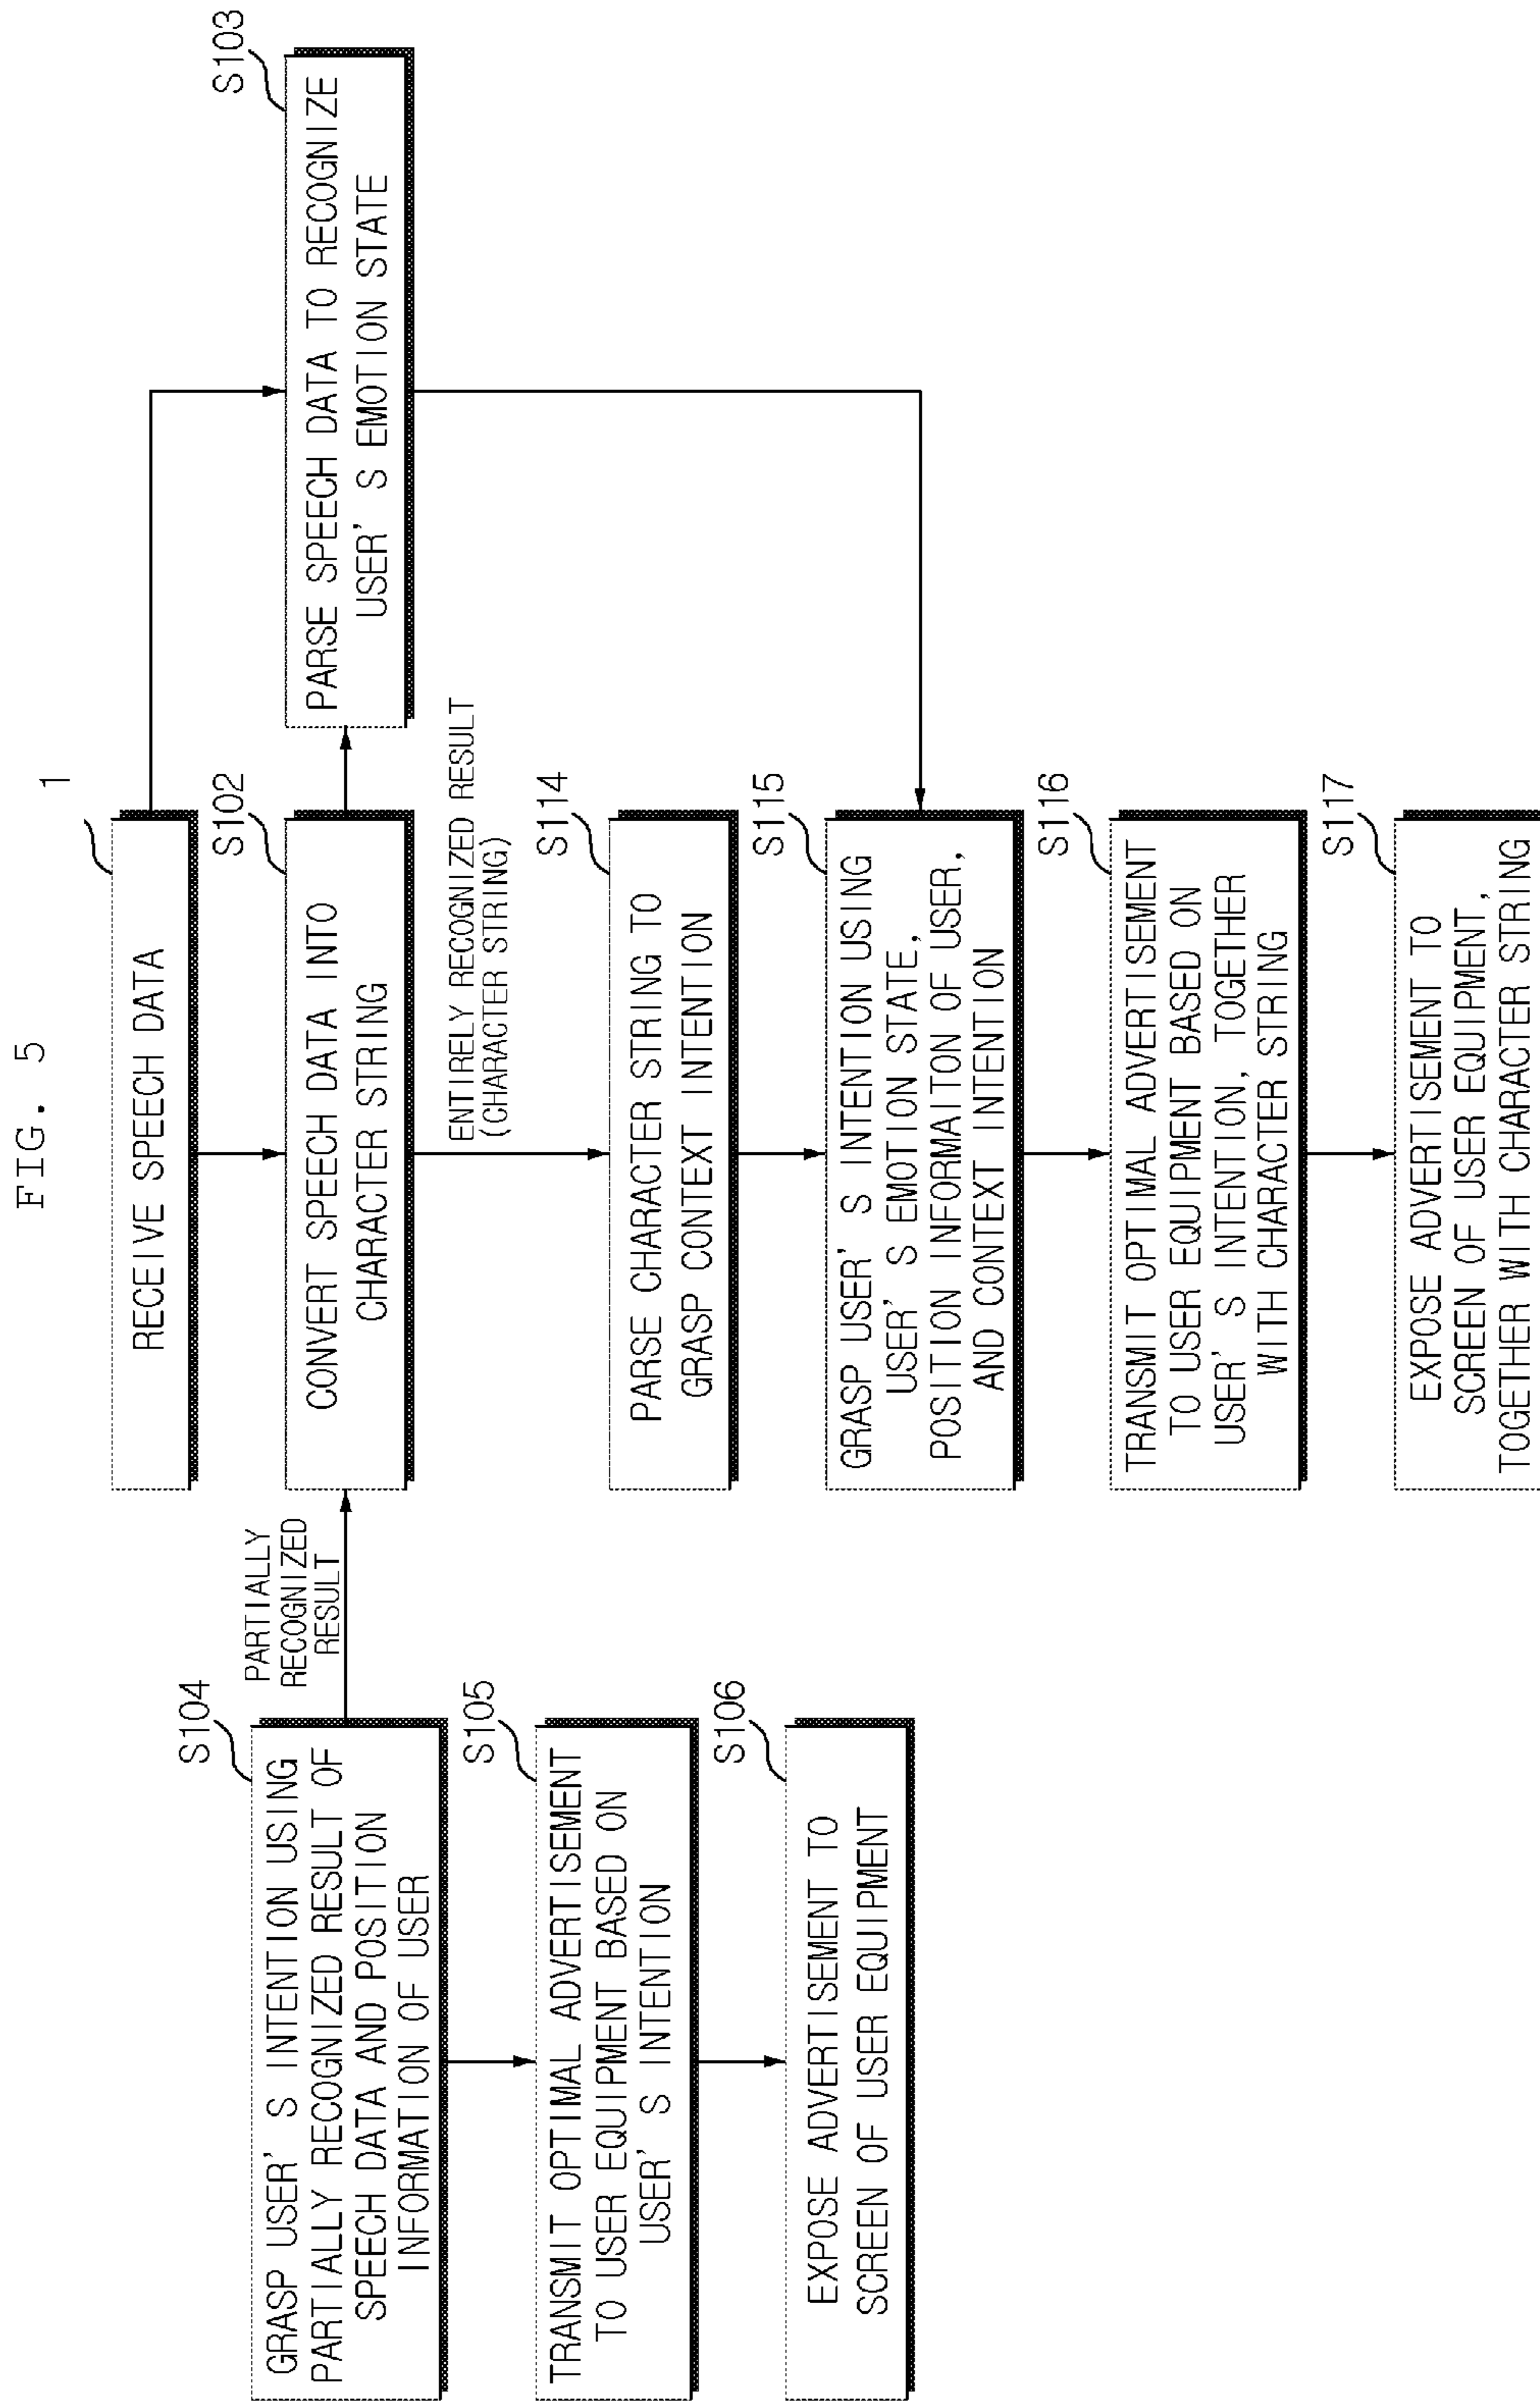 FIG. 5
1
RECEIVE SPEECH DATA
S102
CONVERT SPEECH DATA INTO
CHARACTER STRING
S103
PARSE SPEECH DATA TO RECOGNIZE
USER' S EMOTION STATE
PARTIALLY
RECOGNIZED
RESULT
S104
GRASP USER' S INTENTION USING
PARTIALLY RECOGNIZED RESULT OF
SPEECH DATA AND POSITION
INFORMATION OF USER
S105
TRANSMIT OPTIMAL ADVERTISEMENT
TO USER EQUIPMENT BASED ON
USER' S INTENTION
S106
EXPOSE ADVERTISEMENT TO
SCREEN OF USER EQUIPMENT
ENTIRELY RECOGNIZED RESULT
(CHARACTER STRING)
S114
PARSE CHARACTER STRING TO
GRASP CONTEXT INTENTION
S115
GRASP USER' S INTENTION USING
USER' S EMOTION STATE,
POSITION INFORMAITON OF USER,
AND CONTEXT INTENTION
S116
TRANSMIT OPTIMAL ADVERTISEMENT
TO USER EQUIPMENT BASED ON
USER' S INTENTION, TOGETHER
WITH CHARACTER STRING
S117
EXPOSE ADVERTISEMENT TO
SCREEN OF USER EQUIPMENT,
TOGETHER WITH CHARACTER STRING